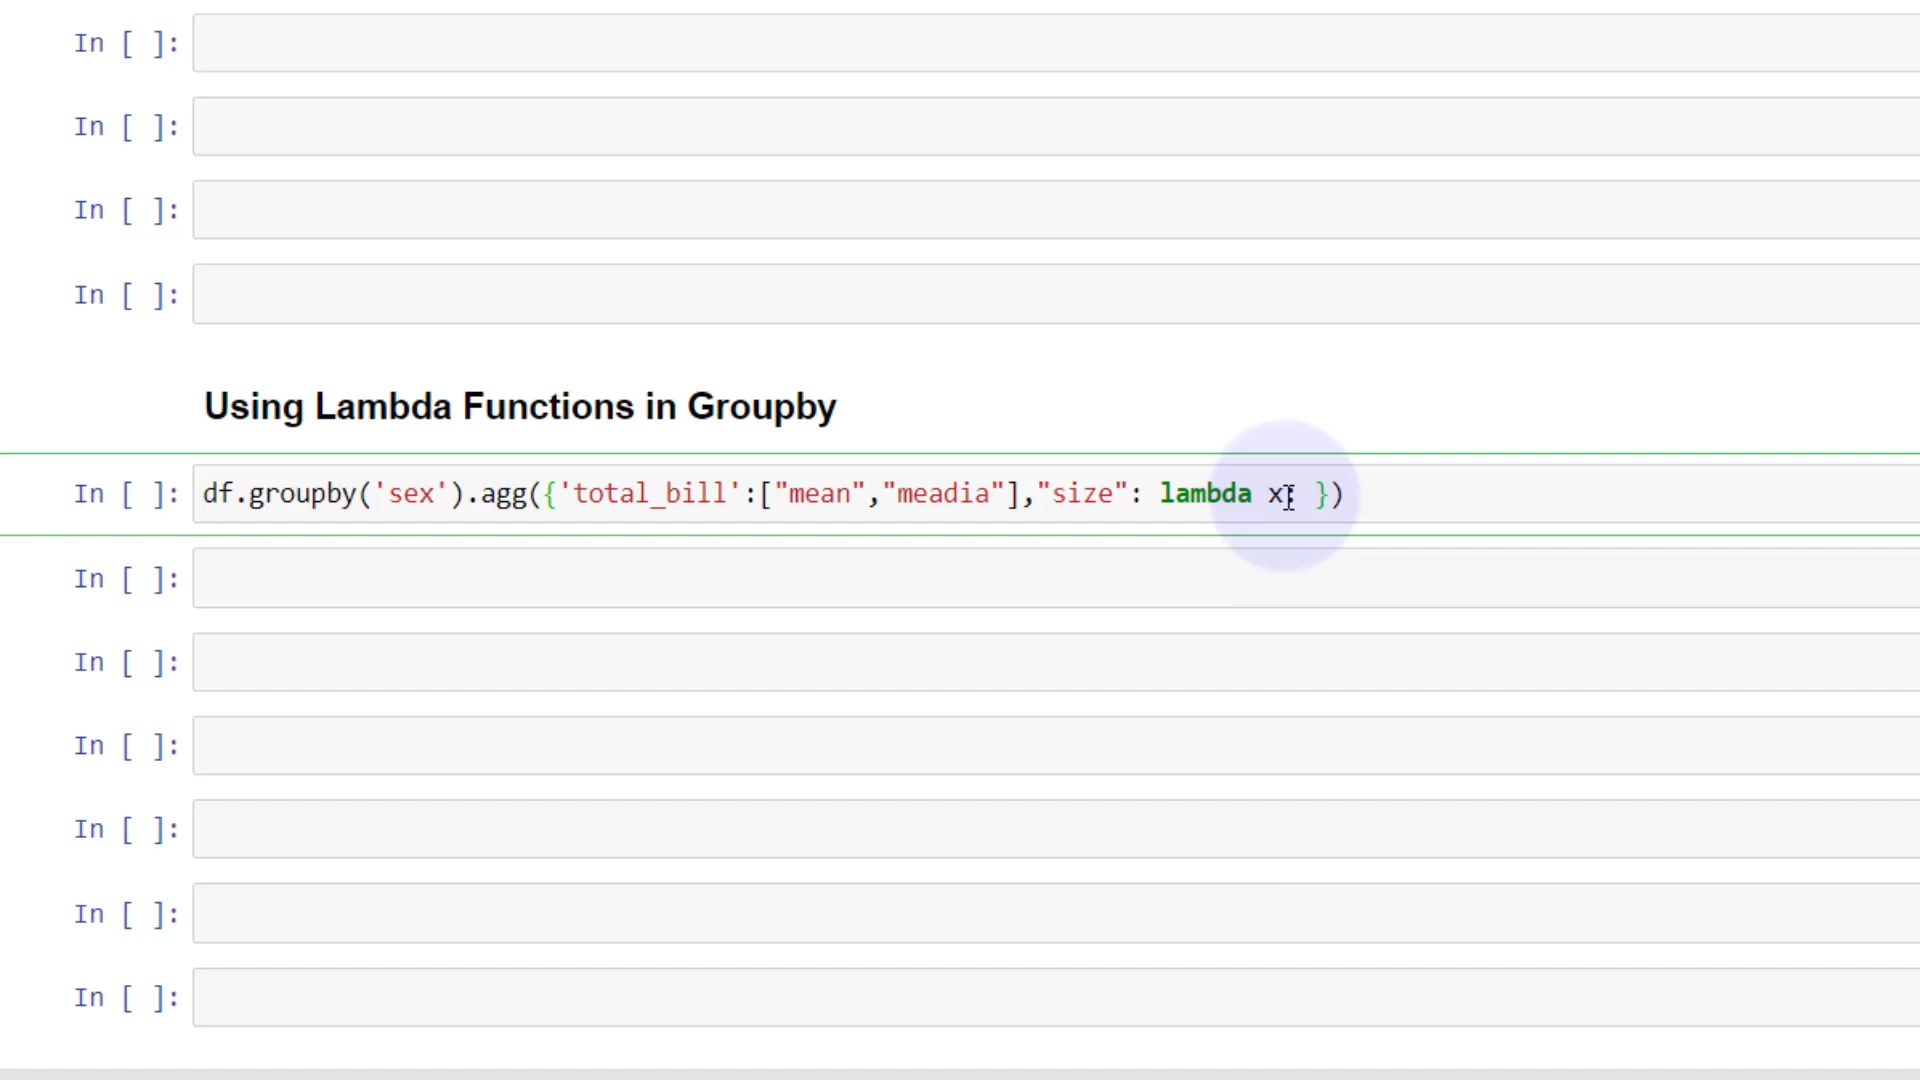 In [ ]:
In [ ]:
In [ ]:
In [ ]:
Using Lambda Functions in Groupby
In [ ]: df.groupby('sex').agg({'total_bill':["mean","meadia"],"size": lambda x: })
In [ ]:
In [ ]:
In [ ]:
In [ ]:
In [ ]:
In [ ]: